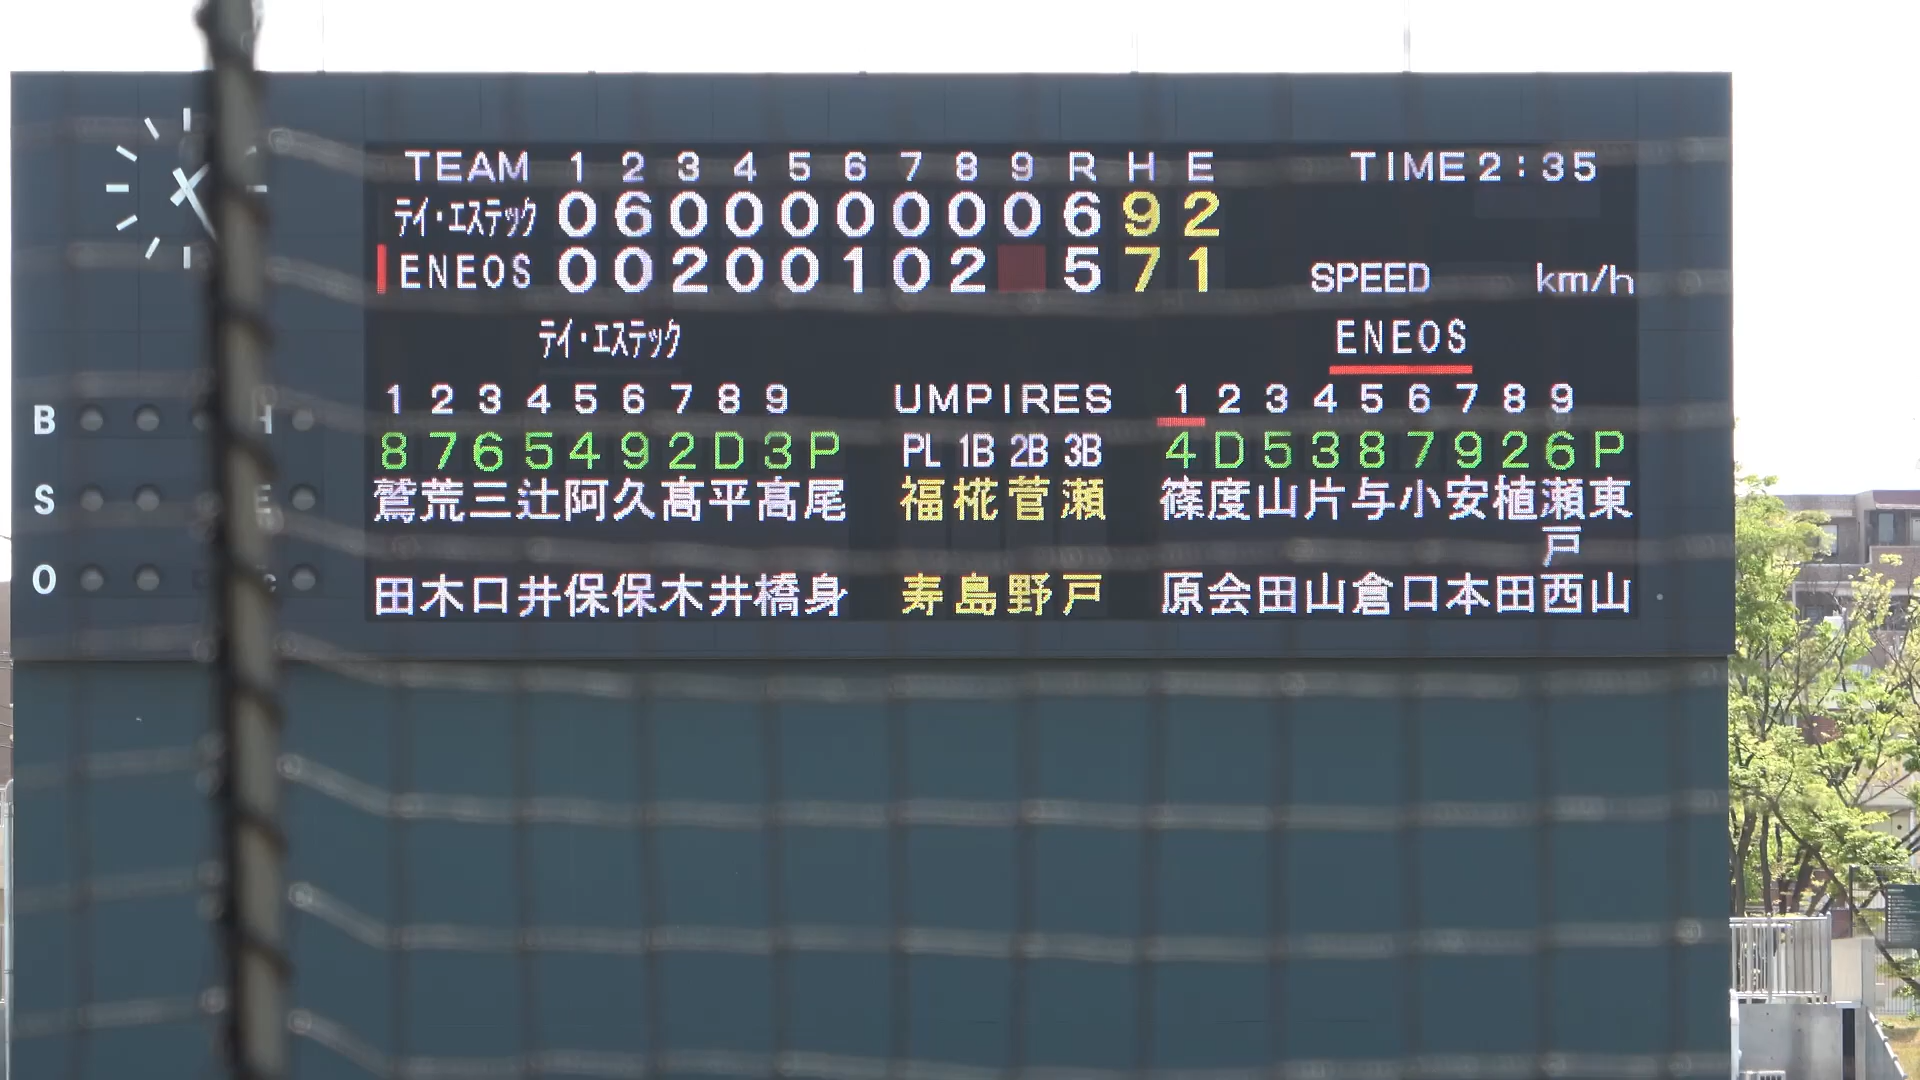 TEAM 1 2 3 4 5 6 7 8 9 R H E TIME 2:35
テイ・エステック 0 6 0 0 0 0 0 0 0 6 9 2
ENEOS 0 0 2 0 0 1 0 2 5 7 1 SPEED km/h
テイ・エステック ENEOS
1 2 3 4 5 6 7 8 9 UMPIRES 1 2 3 4 5 6 7 8 9
8 7 6 5 4 9 2 D 3 P PL 1B 2B 3B 4 D 5 3 8 7 9 2 6 P
鷲 荒 三 辻 阿 久 髙 平 髙 尾 福 椛 菅 瀬 篠 度 山 片 与 小 安 植 瀬 東
戸
田 木 口 井 保 保 木 井 橋 身 寿 島 野 戸 原 会 田 山 倉 口 本 田 西 山
B H
S E
O